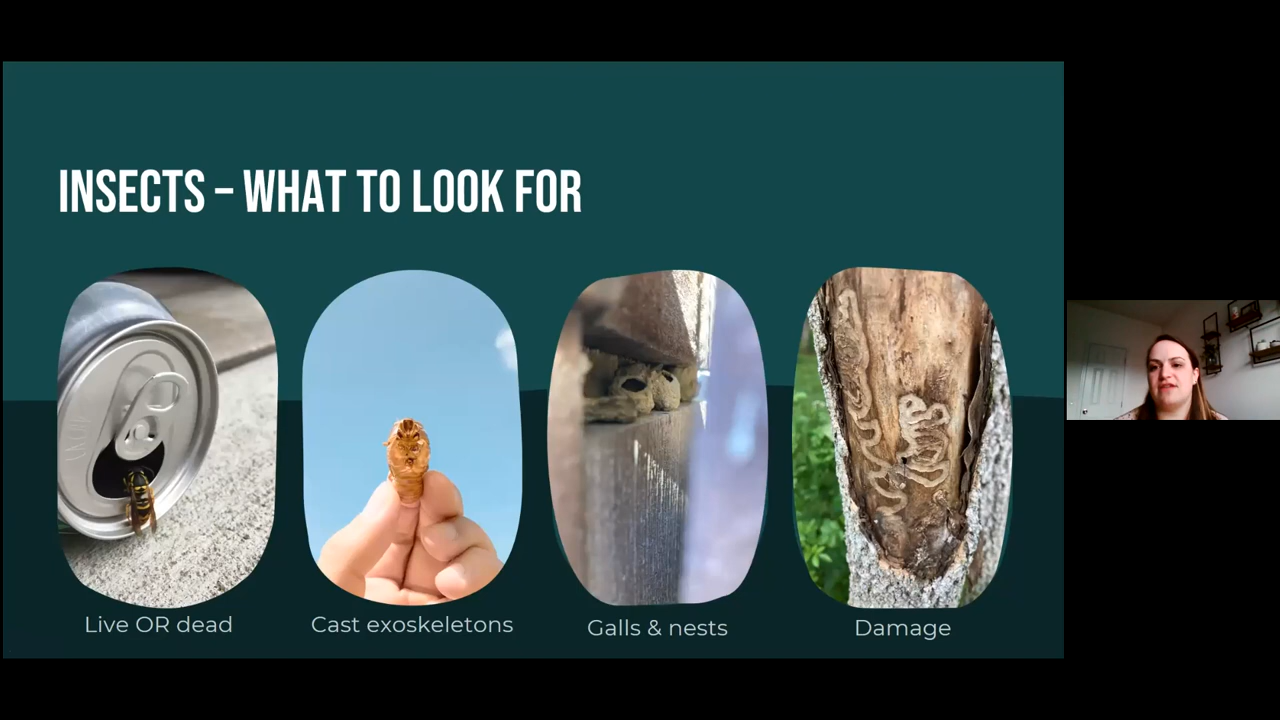 INSECTS – WHAT TO LOOK FOR
Live OR dead
Cast exoskeletons
Galls & nests
Damage